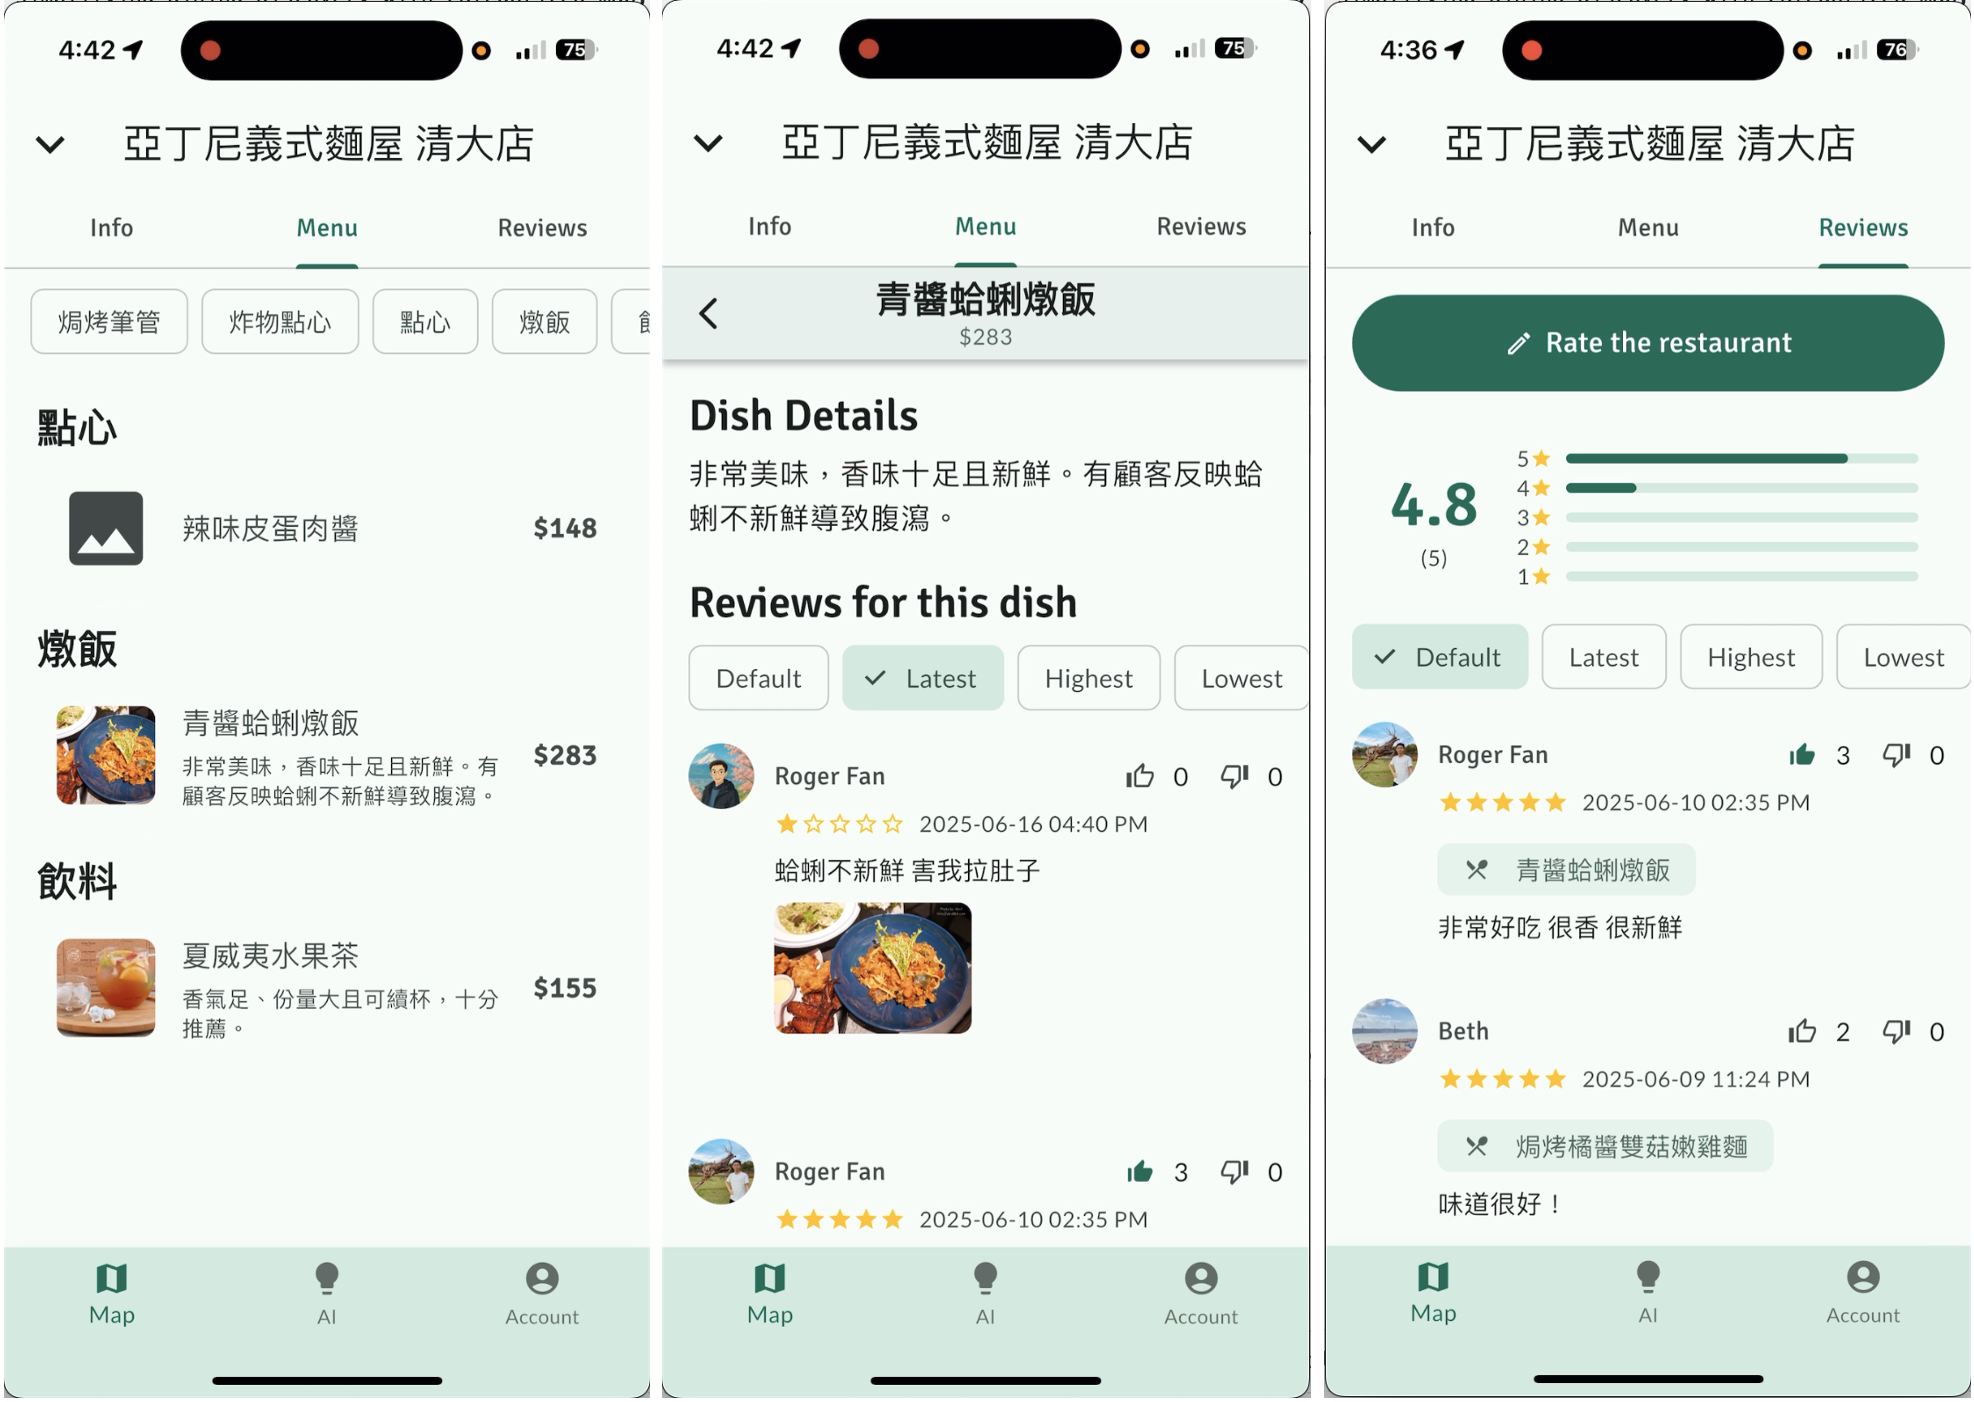 4:42
75
亞丁尼義式麵屋 清大店
Info
Menu
Reviews
焗烤筆管
炸物點心
點心
燉飯
點心
辣味皮蛋肉醬
$148
燉飯
青醬蛤蜊燉飯
非常美味，香味十足且新鮮。有
顧客反映蛤蜊不新鮮導致腹瀉。
$283
飲料
夏威夷水果茶
香氣足、份量大且可續杯，十分
推薦。
$155
Map
AI
Account
4:42
75
亞丁尼義式麵屋 清大店
Info
Menu
Reviews
青醬蛤蜊燉飯
$283
Dish Details
非常美味，香味十足且新鮮。有顧客反映蛤
蜊不新鮮導致腹瀉。
Reviews for this dish
Default
Latest
Highest
Lowest
Roger Fan
0
0
2025-06-16 04:40 PM
蛤蜊不新鮮 害我拉肚子
Roger Fan
3
0
2025-06-10 02:35 PM
Map
AI
Account
4:36
76
亞丁尼義式麵屋 清大店
Info
Menu
Reviews
Rate the restaurant
4.8
(5)
5
4
3
2
1
Default
Latest
Highest
Lowest
Roger Fan
3
0
2025-06-10 02:35 PM
青醬蛤蜊燉飯
非常好吃 很香 很新鮮
Beth
2
0
2025-06-09 11:24 PM
焗烤橘醬雙菇嫩雞麵
味道很好！
Map
AI
Account